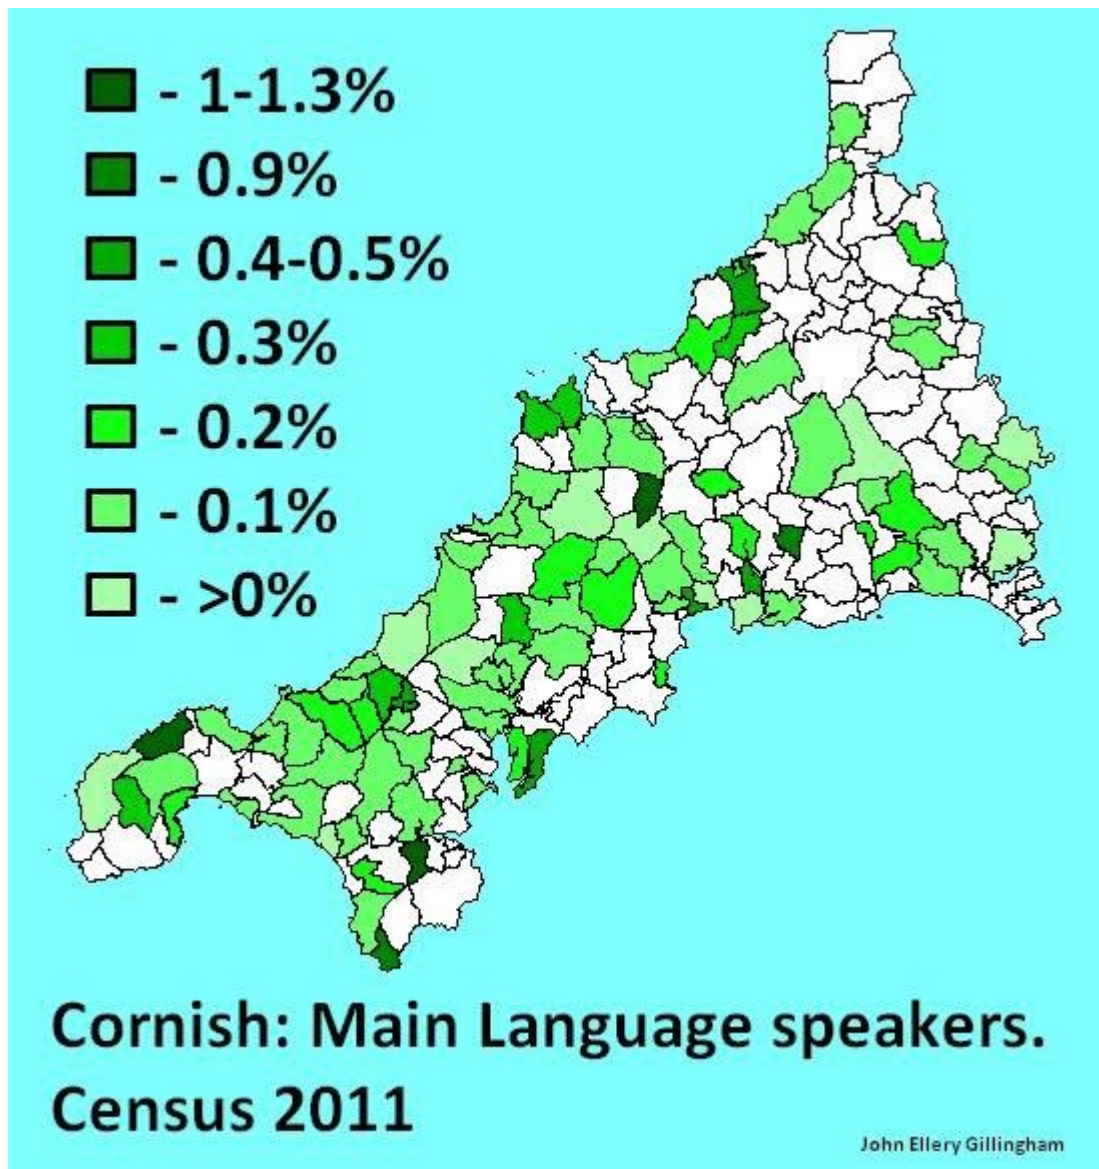 - 1-1.3%
- 0.9%
- 0.4-0.5%
- 0.3%
- 0.2%
- 0.1%
- >0%
Cornish: Main Language speakers.
Census 2011
John Ellery Gillingham